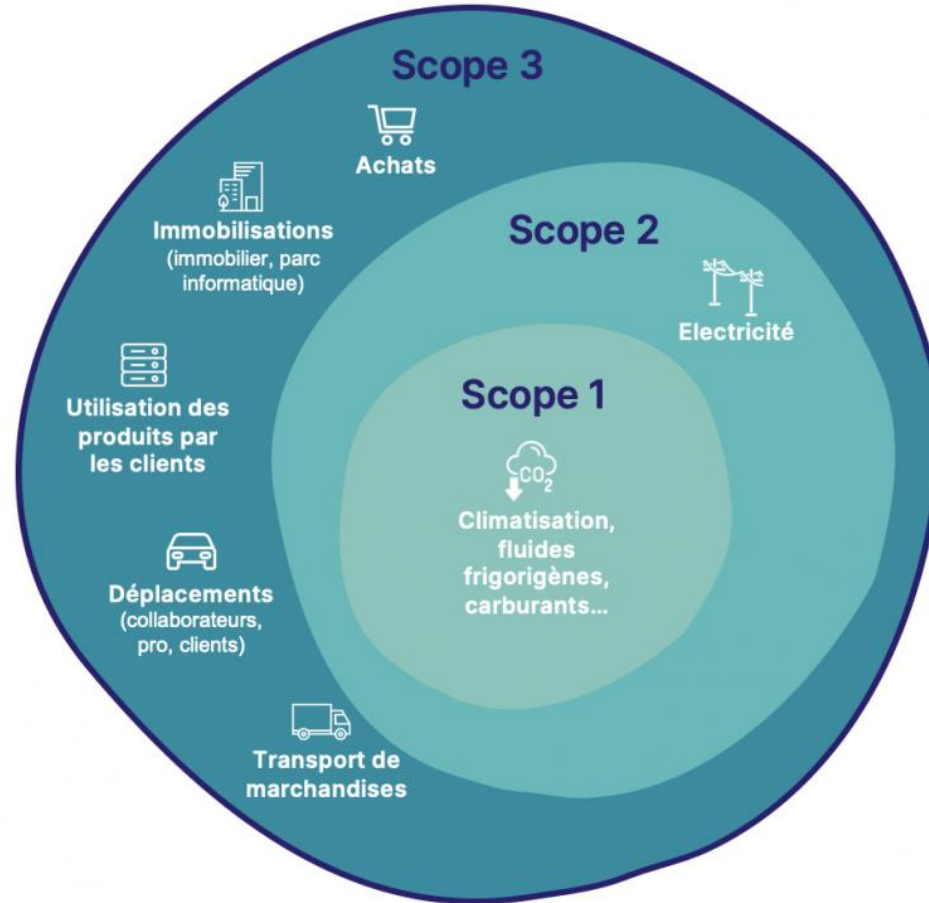 Scope 3
Achats
Immobilisations
(immobilier, parc
informatique)
Utilisation des
produits par
les clients
Déplacements
(collaborateurs,
pro, clients)
Transport de
marchandises
Scope 2
Electricité
Scope 1
CO2
Climatisation,
fluides
frigorigènes,
carburants...